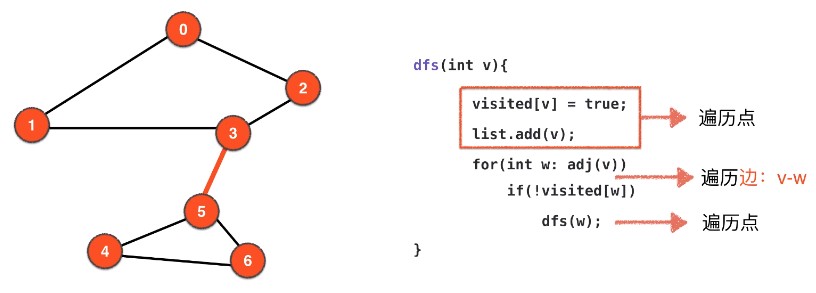 0
2
1
3
5
4
6
dfs(int v){
visited[v] = true;
list.add(v);
遍历点
for(int w: adj(v))
遍历边：v-w
if(!visited[w])
dfs(w);
遍历点
}